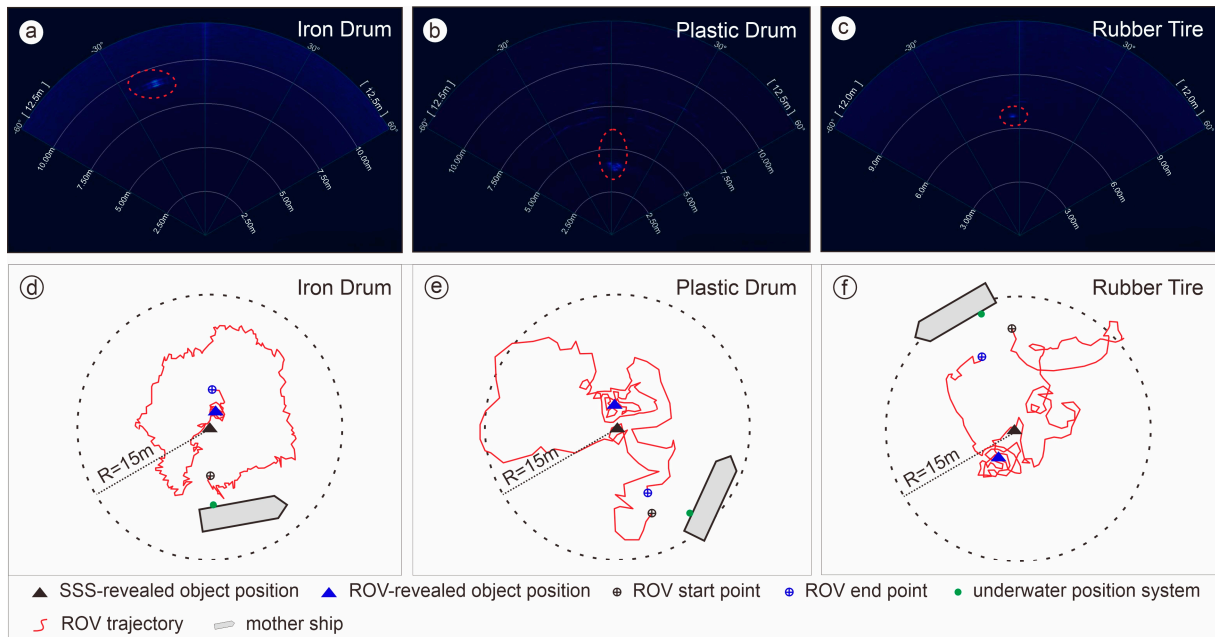 a
Iron Drum
-30°
30°
[ 12.5m ]
[ 12.5m ]
-60°
60°
10.00m
10.00m
7.50m
7.50m
5.00m
5.00m
2.50m
2.50m
b
Plastic Drum
-30°
30°
[ 12.5m ]
[ 12.5m ]
-60°
60°
10.00m
10.00m
7.50m
7.50m
5.00m
5.00m
2.50m
2.50m
c
Rubber Tire
-30°
30°
[ 12.0m ]
[ 12.0m ]
-60°
60°
9.0m
9.00m
6.00m
6.00m
3.00m
3.00m
d
Iron Drum
R=15m
e
Plastic Drum
R=15m
f
Rubber Tire
R=15m
SSS-revealed object position
ROV-revealed object position
ROV start point
ROV end point
underwater position system
ROV trajectory
mother ship